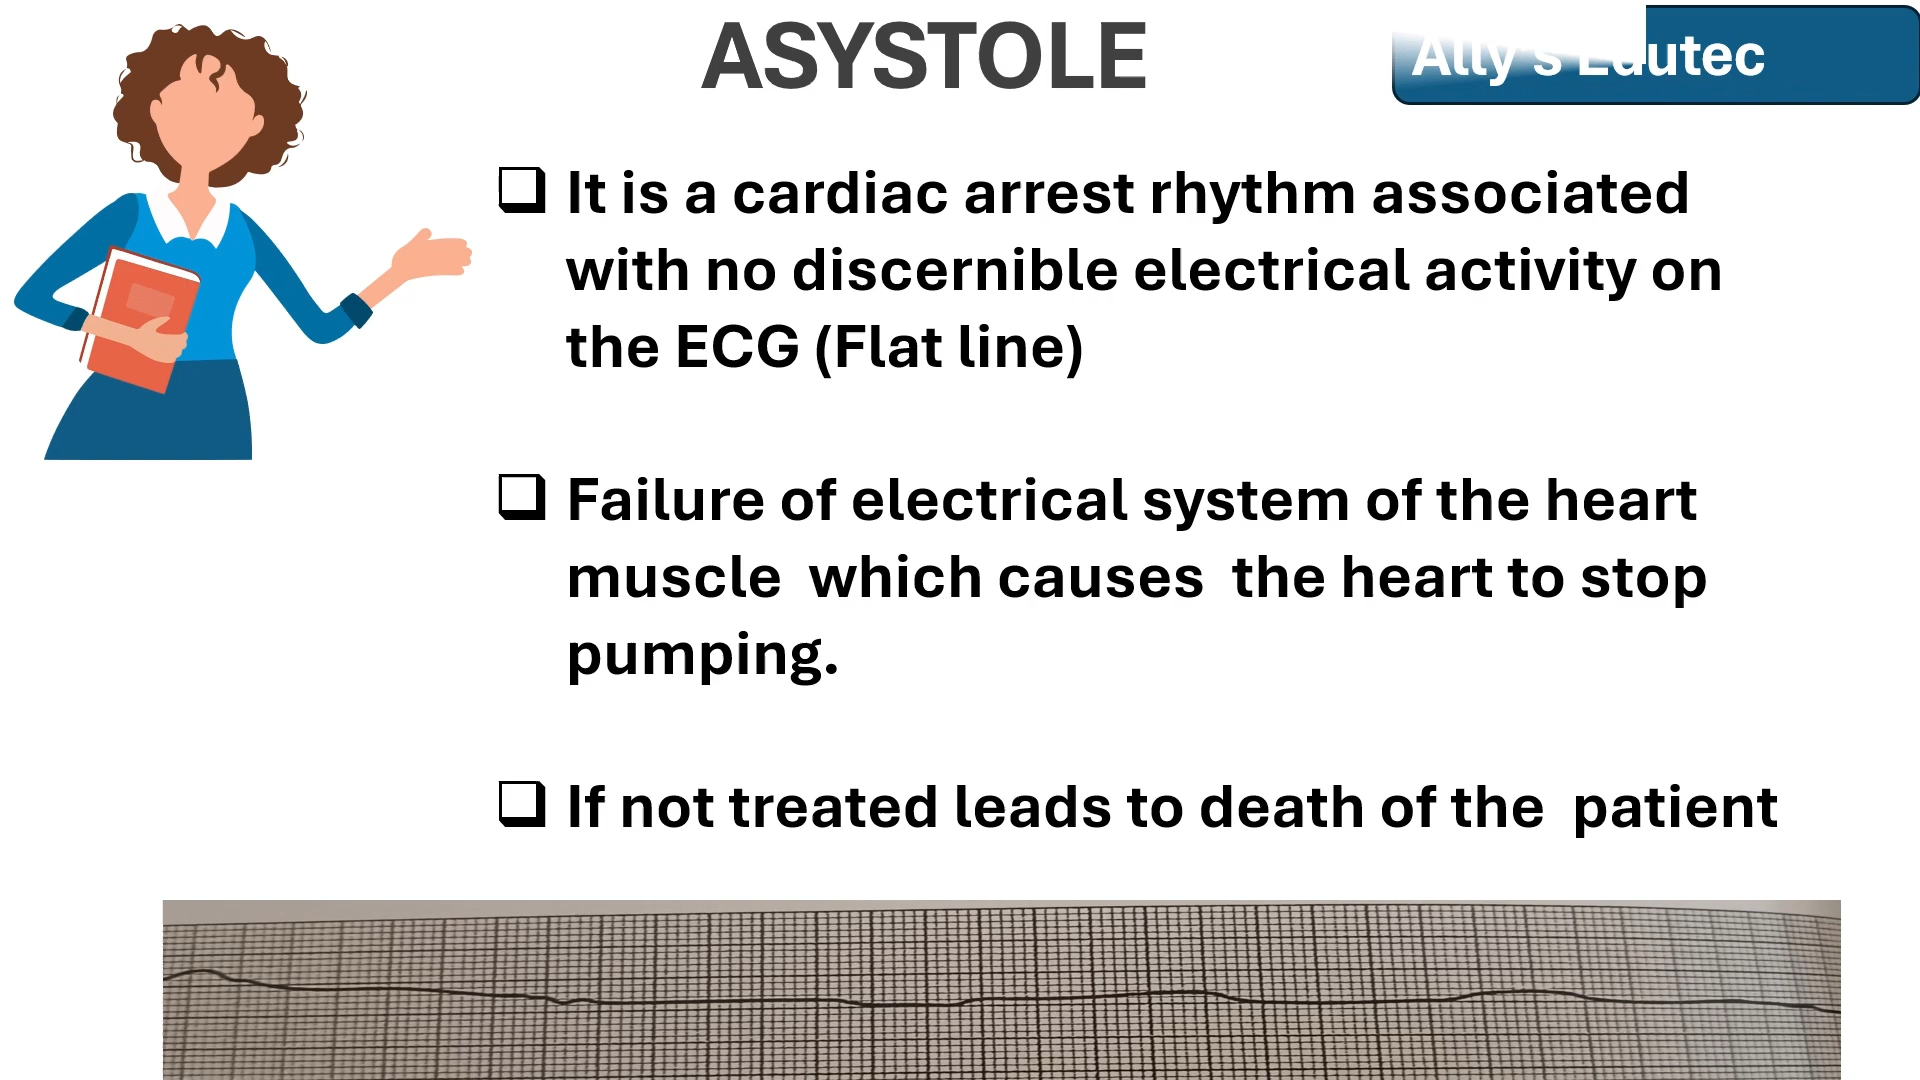 ASYSTOLE
Ally's Edutec
It is a cardiac arrest rhythm associated
with no discernible electrical activity on
the ECG (Flat line)
Failure of electrical system of the heart
muscle  which causes  the heart to stop
pumping.
If not treated leads to death of the  patient